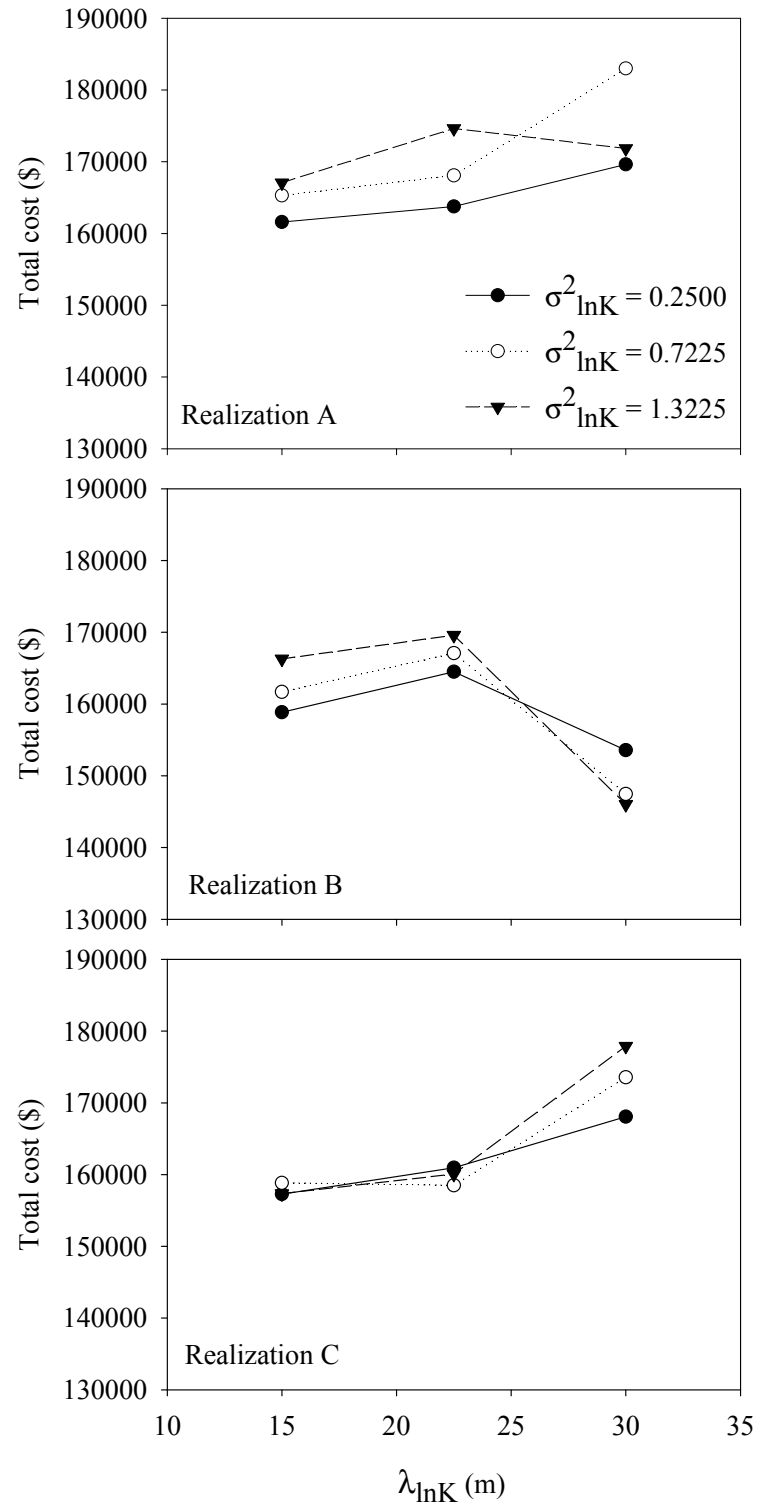 190000
180000
170000
160000
150000
140000
130000
Total cost ($)
σ²lnK = 0.2500
σ²lnK = 0.7225
σ²lnK = 1.3225
Realization A
190000
180000
170000
160000
150000
140000
130000
Total cost ($)
Realization B
190000
180000
170000
160000
150000
140000
130000
Total cost ($)
Realization C
10 15 20 25 30 35
λlnK (m)